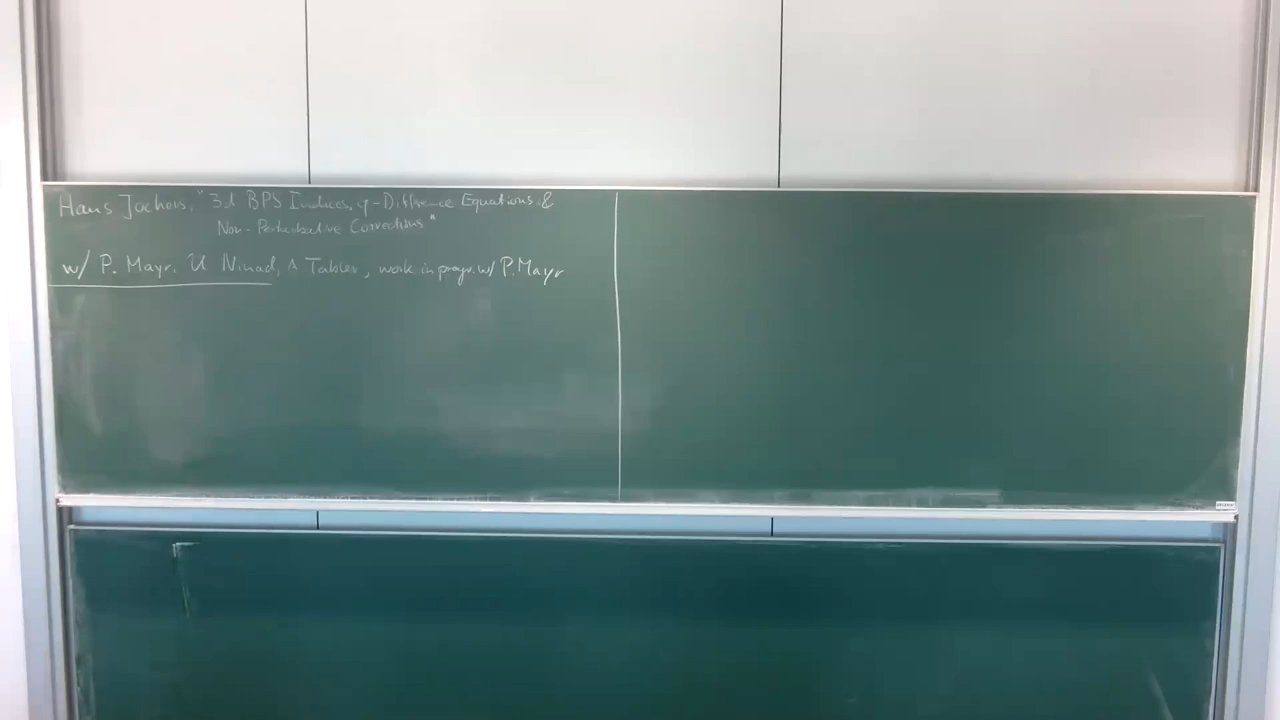 Hans Jockers, "3d BPS Indices, q-Difference Equations &
Non-Perturbative Corrections"
w/ P. Mayr, U Ninad, A Tabler, work in progr. w/ P. Mayr